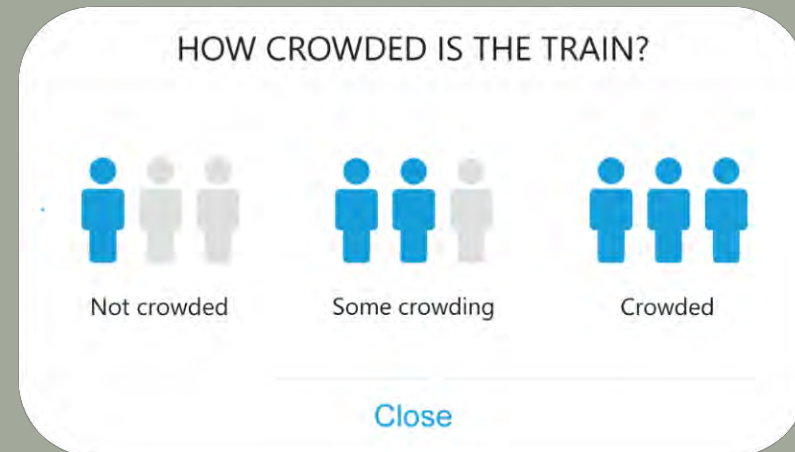 HOW CROWDED IS THE TRAIN?
Not crowded Some crowding Crowded
Close